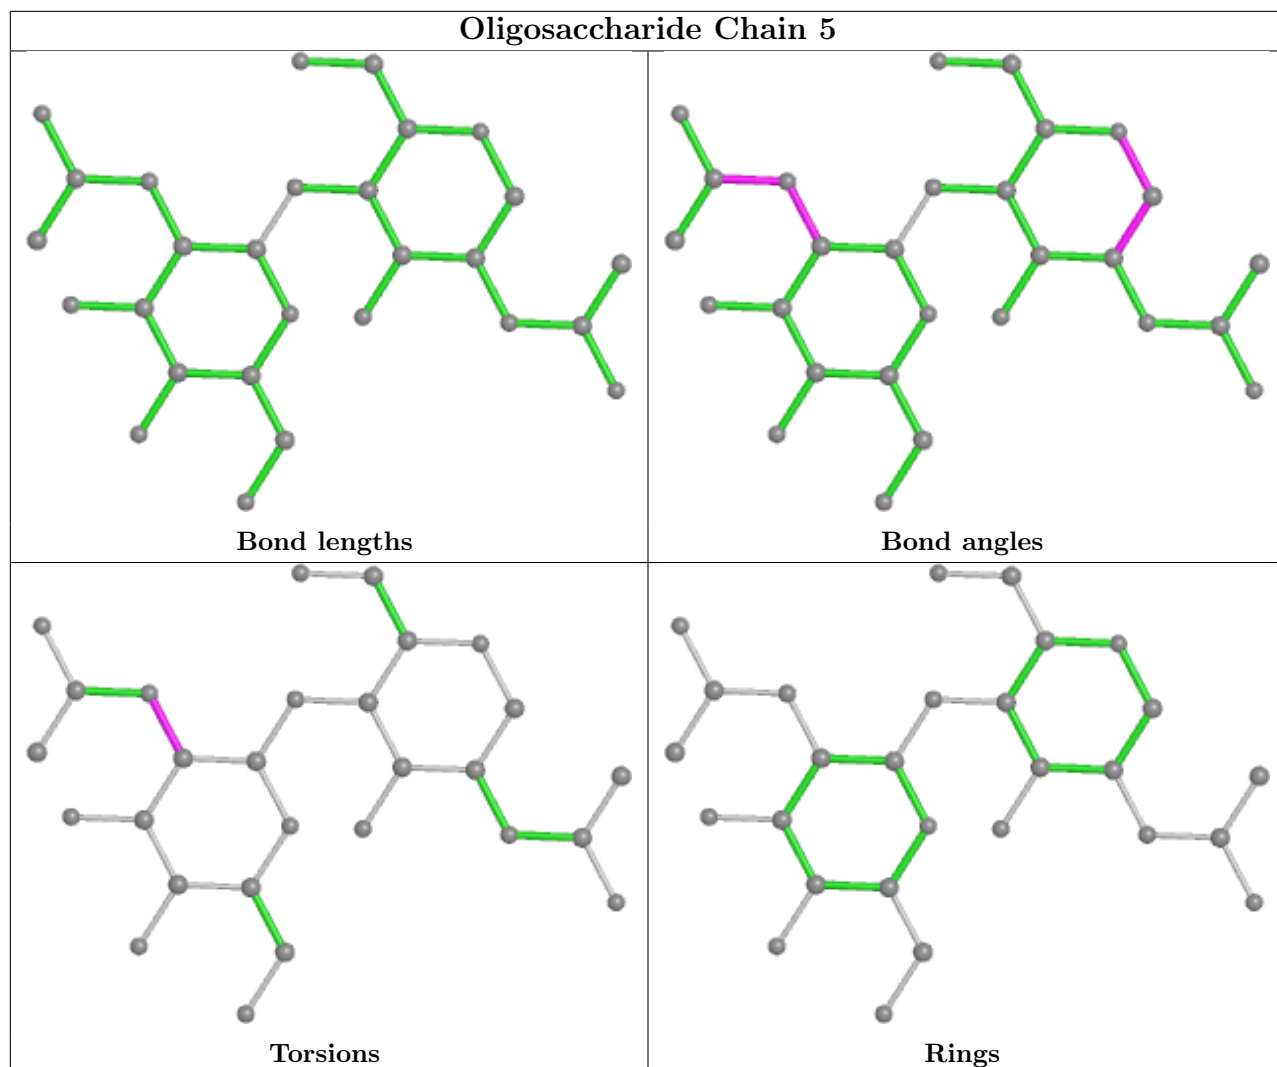 Oligosaccharide Chain 5
Bond lengths
Bond angles
Torsions
Rings